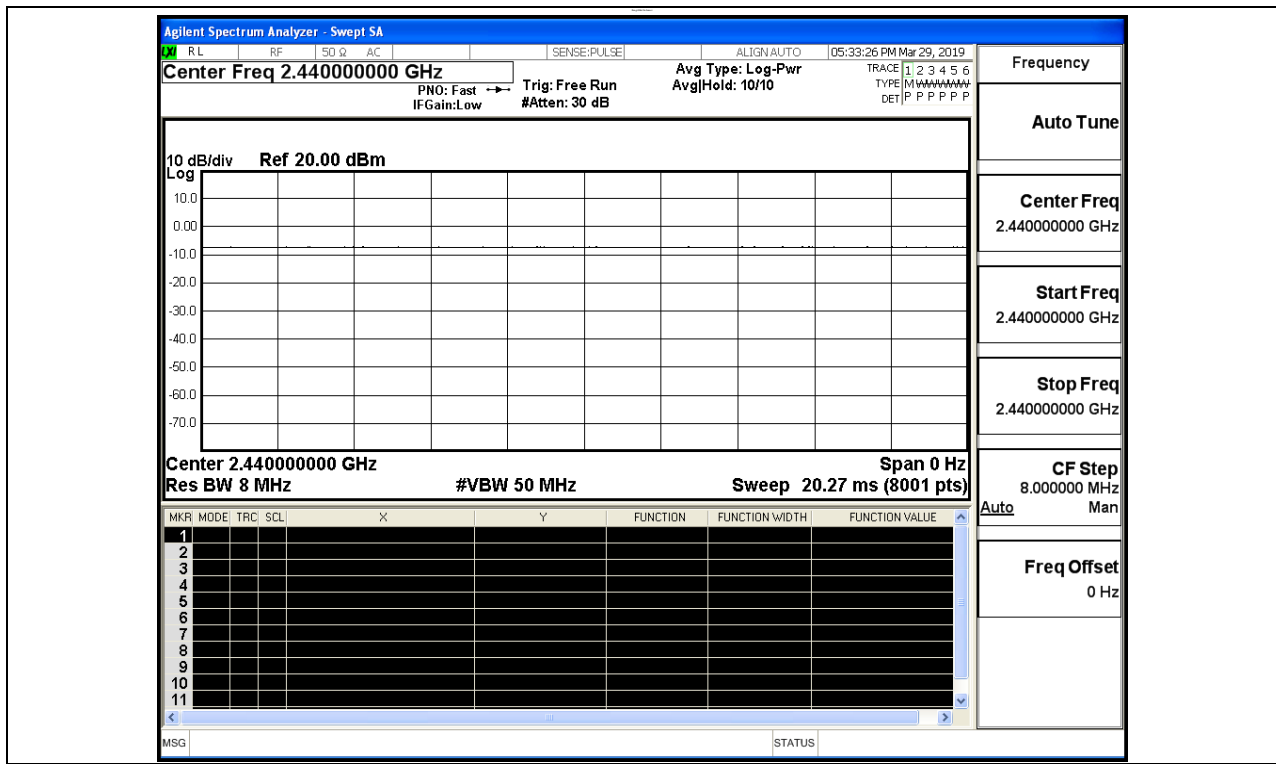 Agilent Spectrum Analyzer - Swept SA
LXI RL RF 50 Ω AC SENSE:PULSE ALIGN AUTO 05:33:26 PM Mar 29, 2019
Center Freq 2.440000000 GHz
PNO: Fast
IFGain:Low
Trig: Free Run
#Atten: 30 dB
Avg Type: Log-Pwr
Avg|Hold: 10/10
TRACE 1 2 3 4 5 6
TYPE M WWWWW
DET P P P P P P
10 dB/div Ref 20.00 dBm
Log
10.0
0.00
-10.0
-20.0
-30.0
-40.0
-50.0
-60.0
-70.0
Center 2.440000000 GHz Span 0 Hz
Res BW 8 MHz #VBW 50 MHz Sweep 20.27 ms (8001 pts)
MKR MODE TRC SCL X Y FUNCTION FUNCTION WIDTH FUNCTION VALUE
1
2
3
4
5
6
7
8
9
10
11
MSG STATUS
Frequency
Auto Tune
Center Freq
2.440000000 GHz
Start Freq
2.440000000 GHz
Stop Freq
2.440000000 GHz
CF Step
8.000000 MHz
Auto Man
Freq Offset
0 Hz